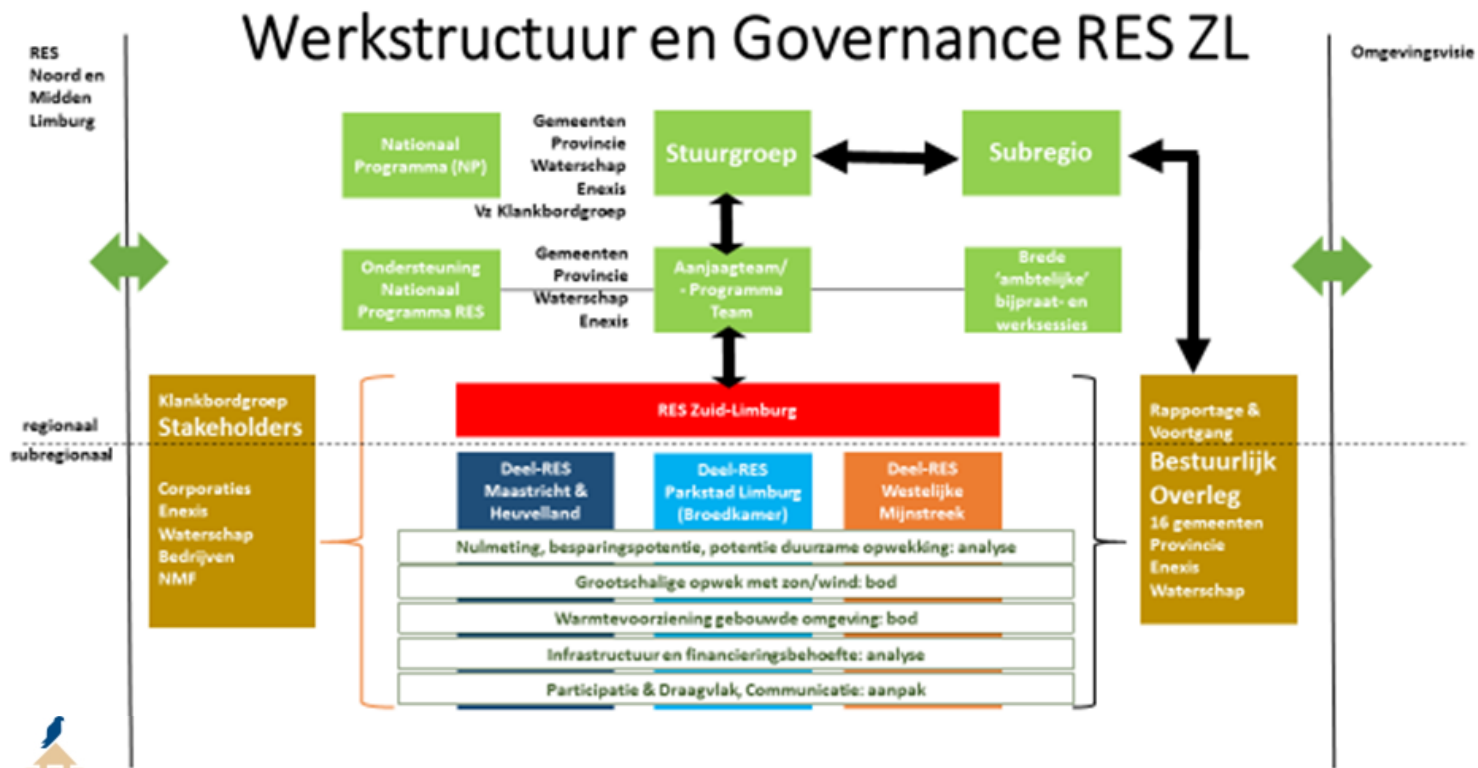 Werkstructuur en Governance RES ZL
RES
Noord en
Midden
Limburg
Omgevingsvisie
Nationaal
Programma (NP)
Gemeenten
Provincie
Waterschap
Enexis
Vz Klankbordgroep
Stuurgroep
Subregio
Ondersteuning
Nationaal
Programma RES
Gemeenten
Provincie
Waterschap
Enexis
Aanjaagteam/
- Programma
Team
Brede
'ambtelijke'
bijpraat- en
werksessies
regionaal
subregionaal
Klankbordgroep
Stakeholders
Corporaties
Enexis
Waterschap
Bedrijven
NMF
RES Zuid-Limburg
Deel-RES
Maastricht &
Heuvelland
Deel-RES
Parkstad Limburg
(Broedkamer)
Deel-RES
Westelijke
Mijnstreek
Nulmeting, besparingspotentie, potentie duurzame opwekking: analyse
Grootschalige opwek met zon/wind: bod
Warmtevoorziening gebouwde omgeving: bod
Infrastructuur en financieringsbehoefte: analyse
Participatie & Draagvlak, Communicatie: aanpak
Rapportage &
Voortgang
Bestuurlijk
Overleg
16 gemeenten
Provincie
Enexis
Waterschap